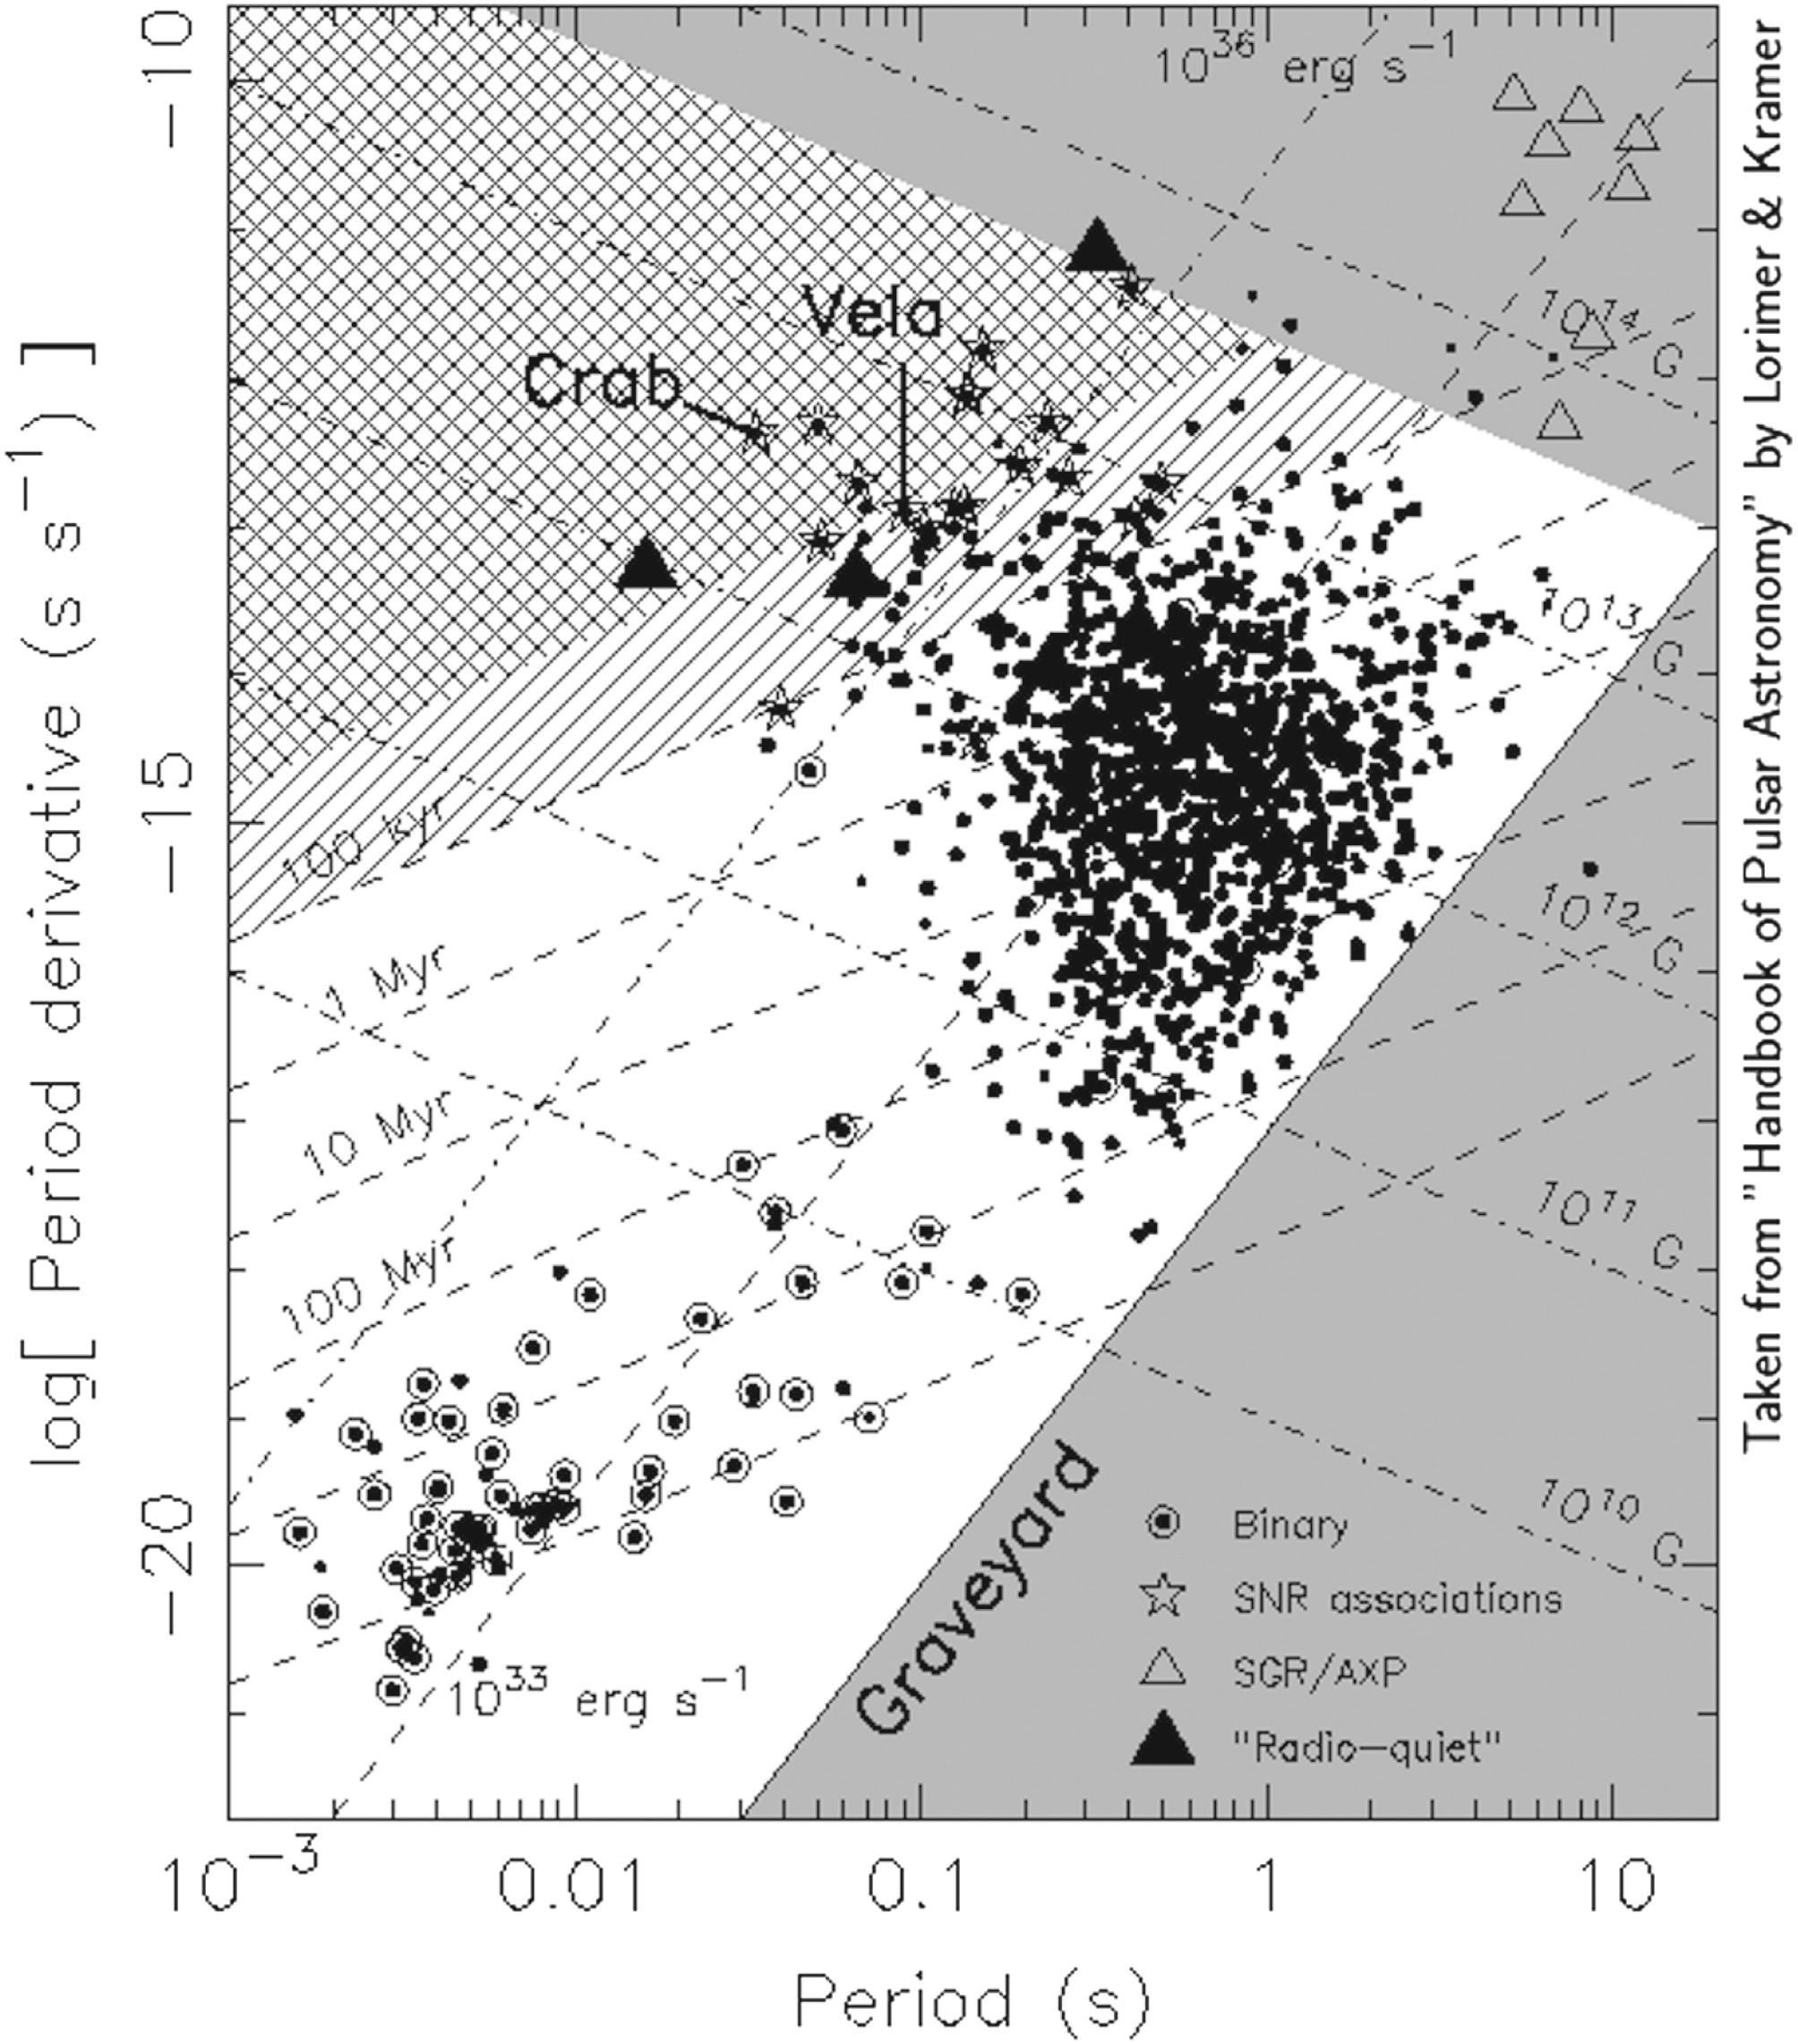 -10
-15
-20
log[ Period derivative (s s⁻¹) ]
10³⁶ erg s⁻¹
Vela
Crab
10¹⁴ G
10¹³ G
10¹² G
10¹¹ G
10¹⁰ G
100 kyr
1 Myr
10 Myr
100 Myr
10³³ erg s⁻¹
Graveyard
Binary
SNR associations
SGR/AXP
"Radio-quiet"
10⁻³ 0.01 0.1 1 10
Period (s)
Taken from "Handbook of Pulsar Astronomy" by Lorimer & Kramer